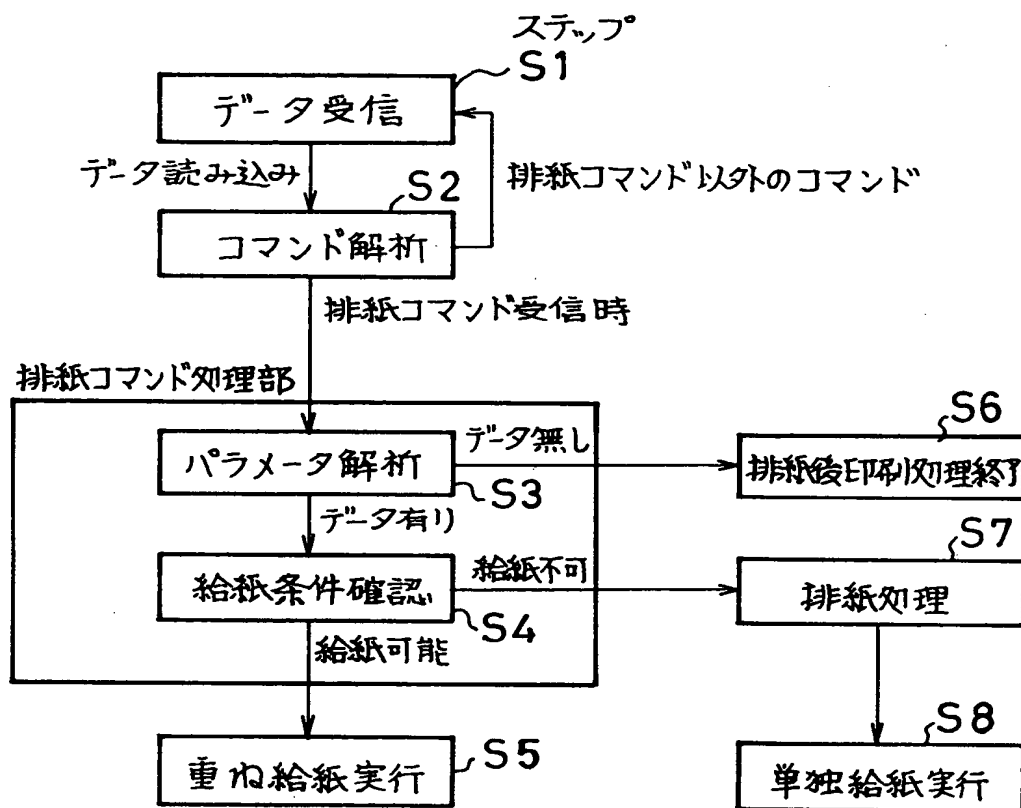 ステップ
S1
データ受信
データ読み込み
排紙コマンド以外のコマンド
S2
コマンド解析
排紙コマンド受信時
排紙コマンド処理部
パラメータ解析
データ無し
S3
S6
排紙後印刷処理終了
データ有り
給紙条件確認
給紙不可
S4
S7
排紙処理
給紙可能
S5
重ね給紙実行
S8
単独給紙実行